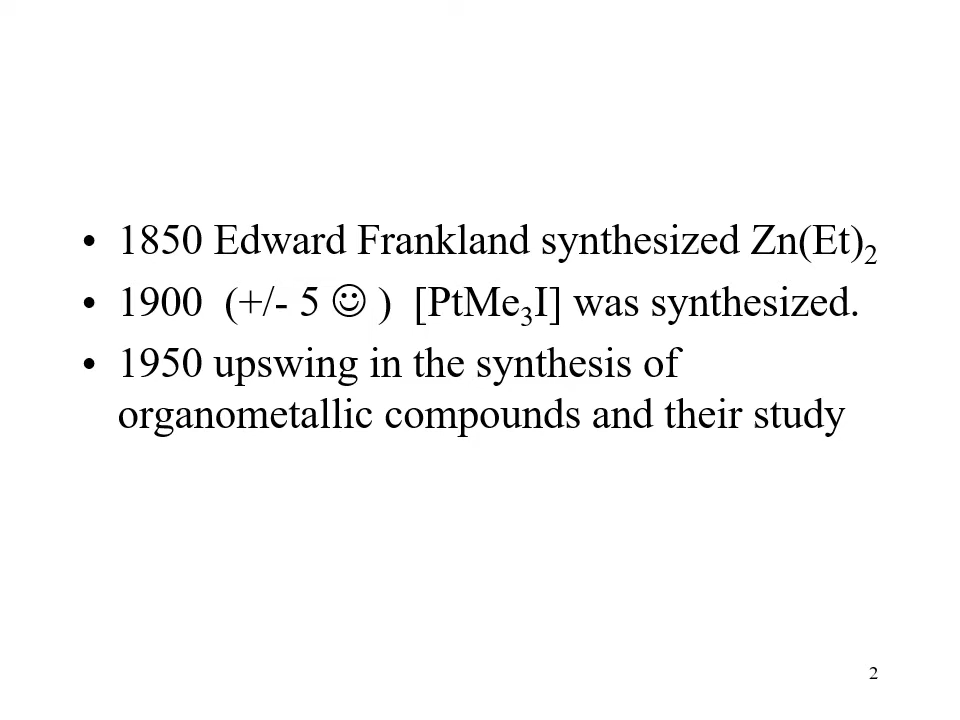 • 1850 Edward Frankland synthesized Zn(Et)₂
• 1900 (+/- 5 ☺ ) [PtMe₃I] was synthesized.
• 1950 upswing in the synthesis of
organometallic compounds and their study
2